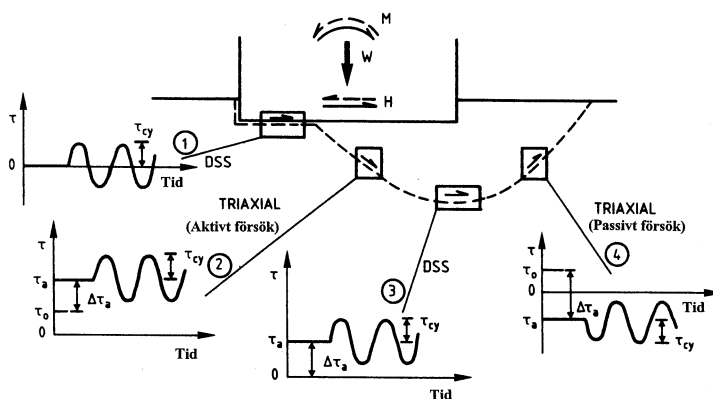 M
W
H
τ
τcy
0
Tid
1
DSS
TRIAXIAL
(Aktivt försök)
2
τ
τcy
τa
Δτa
τo
0
Tid
3
DSS
τ
τcy
τa
Δτa
0
Tid
TRIAXIAL
(Passivt försök)
4
τ
τo
0
Δτa
Tid
τa
τcy